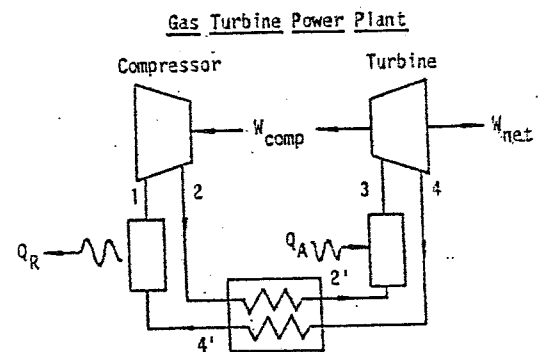 Gas Turbine Power Plant
Compressor Turbine
W_comp W_net
1 2 3 4
Q_R Q_A
2'
4'